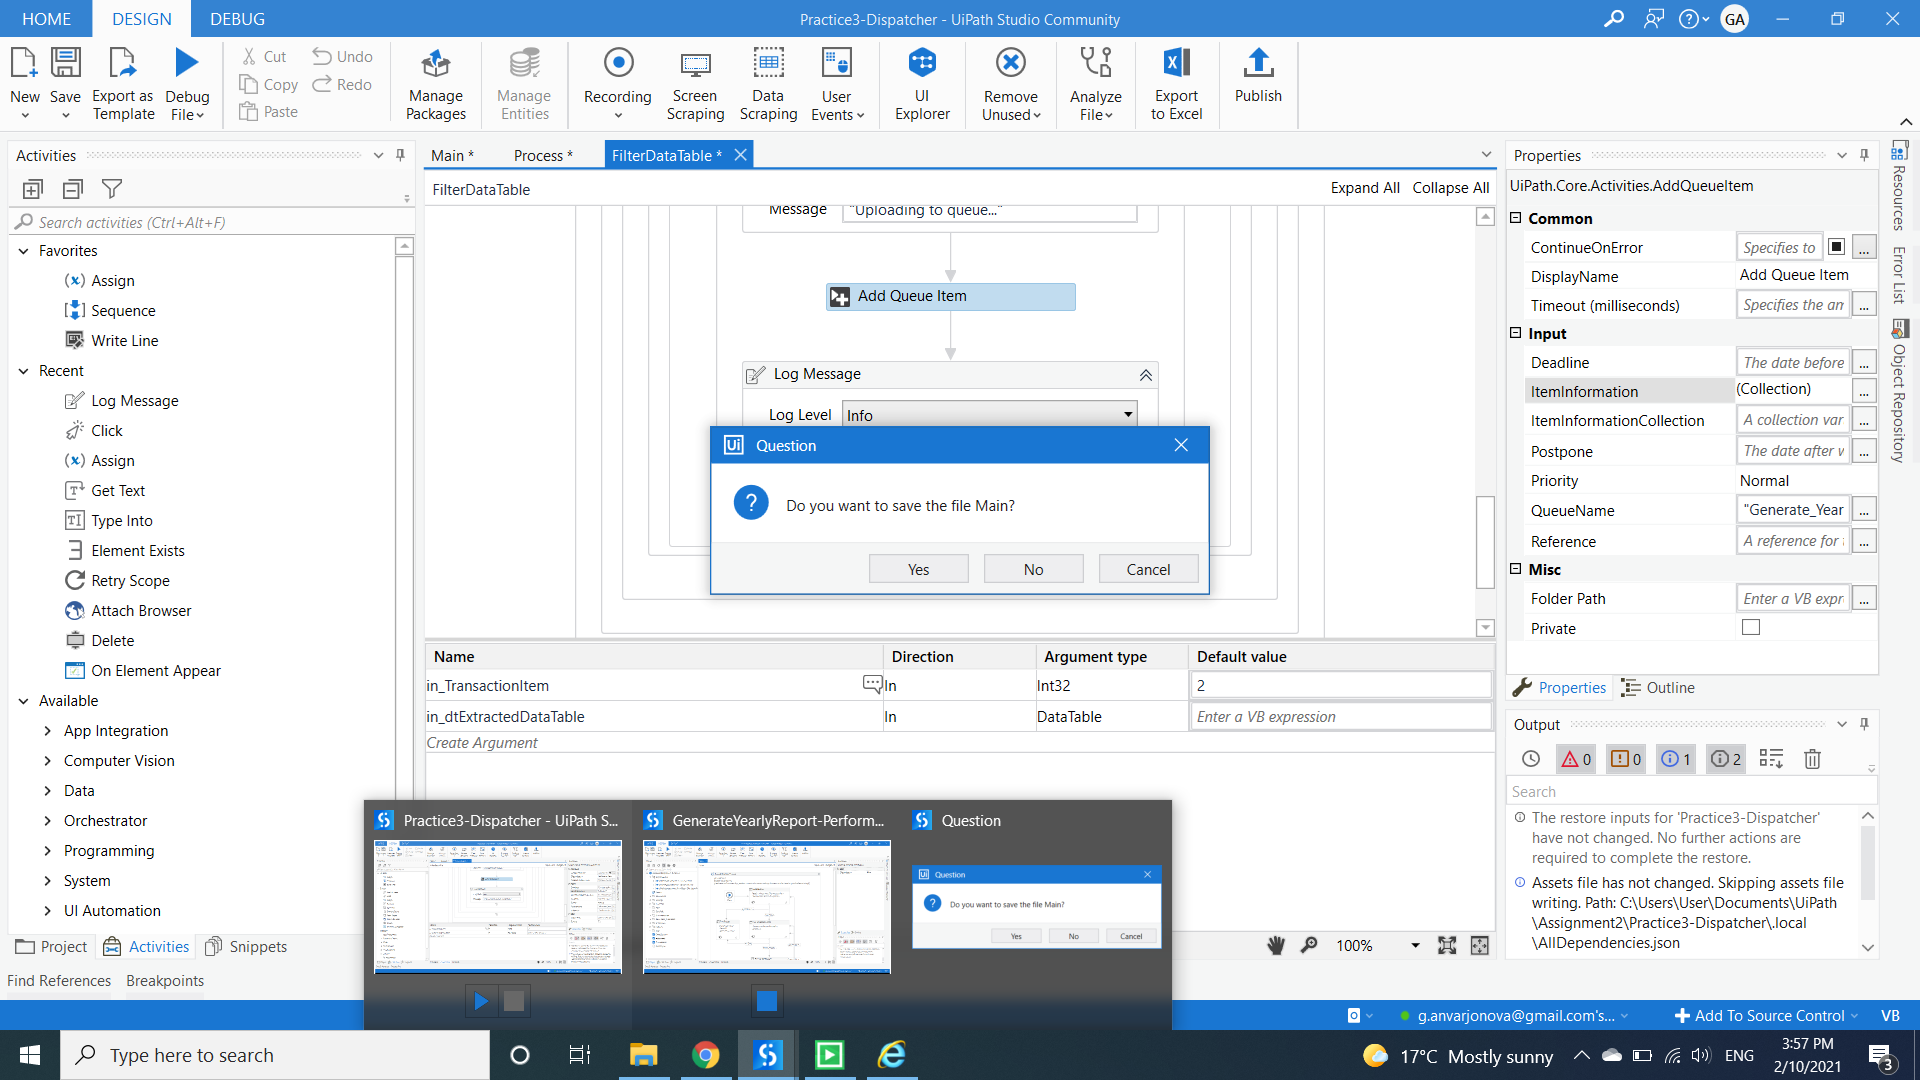 HOME DESIGN DEBUG
Practice3-Dispatcher - UiPath Studio Community
GA
New Save Export as Template Debug File
Cut Copy Paste Undo Redo
Manage Packages
Manage Entities
Recording
Screen Scraping
Data Scraping
User Events
UI Explorer
Remove Unused
Analyze File
Export to Excel
Publish
Activities
Search activities (Ctrl+Alt+F)
Favorites
Assign
Sequence
Write Line
Recent
Log Message
Click
Assign
Get Text
Type Into
Element Exists
Retry Scope
Attach Browser
Delete
On Element Appear
Available
App Integration
Computer Vision
Data
Orchestrator
Programming
System
UI Automation
Project Activities Snippets
Find References Breakpoints
Main * Process * FilterDataTable *
FilterDataTable Expand All Collapse All
Message "Uploading to queue..."
Add Queue Item
Log Message
Log Level Info
Ui Question
Do you want to save the file Main?
Yes No Cancel
Name Direction Argument type Default value
in_TransactionItem In Int32 2
in_dtExtractedDataTable In DataTable Enter a VB expression
Create Argument
Practice3-Dispatcher - UiPath S...
GenerateYearlyReport-Perform...
Question
Question
Do you want to save the file Main?
Yes No Cancel
100%
Properties
UiPath.Core.Activities.AddQueueItem
Common
ContinueOnError Specifies to ...
DisplayName Add Queue Item
Timeout (milliseconds) Specifies the am ...
Input
Deadline The date before ...
ItemInformation (Collection) ...
ItemInformationCollection A collection var ...
Postpone The date after w ...
Priority Normal
QueueName "Generate_Year ...
Reference A reference for ...
Misc
Folder Path Enter a VB expre ...
Private
Properties Outline
Output
0 0 1 2
Search
The restore inputs for 'Practice3-Dispatcher'
have not changed. No further actions are
required to complete the restore.
Assets file has not changed. Skipping assets file
writing. Path: C:\Users\User\Documents\UiPath
\Assignment2\Practice3-Dispatcher\.local
\AllDependencies.json
Resources
Error List
Object Repository
g.anvarjonova@gmail.com's... Add To Source Control VB
Type here to search
17°C Mostly sunny
ENG
3:57 PM
2/10/2021
3